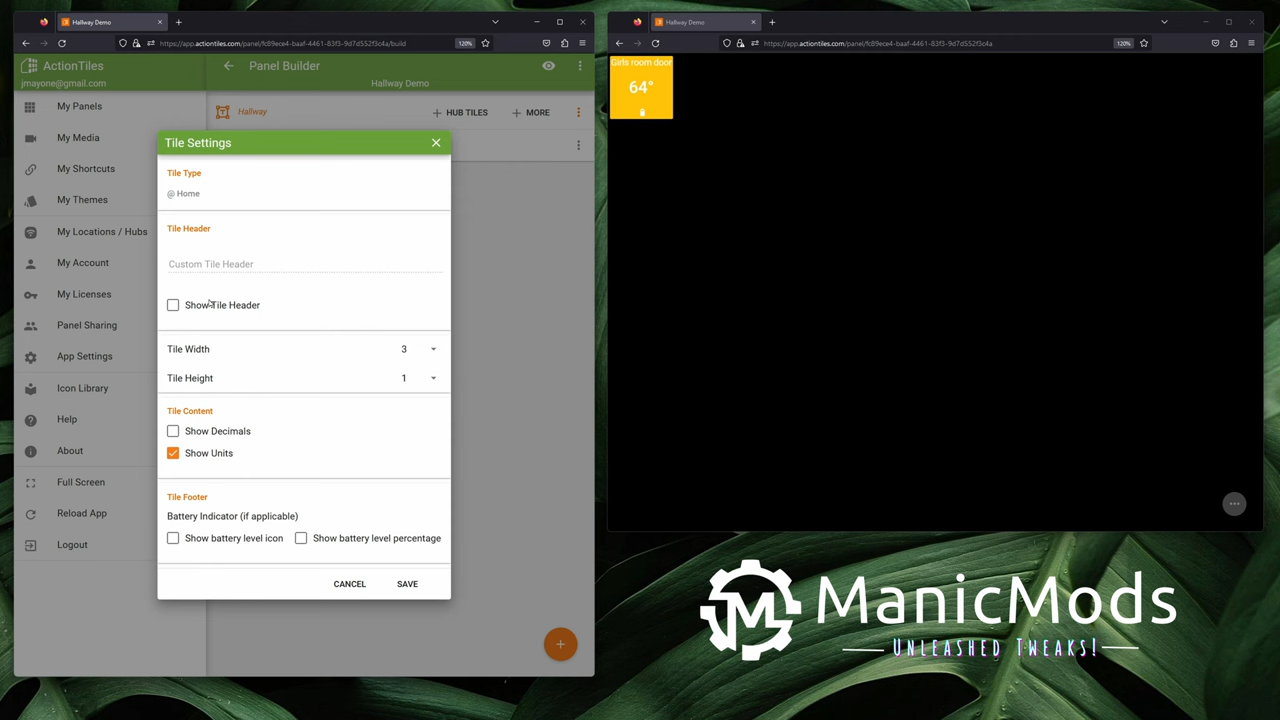 Hallway Demo
https://app.actiontiles.com/panel/fc89ece4-baaf-4461-83f3-9d7d552f3c4a/build
120%
ActionTiles
jmayone@gmail.com
Panel Builder
Hallway Demo
My Panels
My Media
My Shortcuts
My Themes
My Locations / Hubs
My Account
My Licenses
Panel Sharing
App Settings
Icon Library
Help
About
Full Screen
Reload App
Logout
Hallway
+ HUB TILES
+ MORE
Tile Settings
Tile Type
@ Home
Tile Header
Custom Tile Header
Show Tile Header
Tile Width 3
Tile Height 1
Tile Content
Show Decimals
Show Units
Tile Footer
Battery Indicator (if applicable)
Show battery level icon
Show battery level percentage
CANCEL
SAVE
Hallway Demo
https://app.actiontiles.com/panel/fc89ece4-baaf-4461-83f3-9d7d552f3c4a
120%
Girls room door
64°
ManicMods
UNLEASHED TWEAKS!